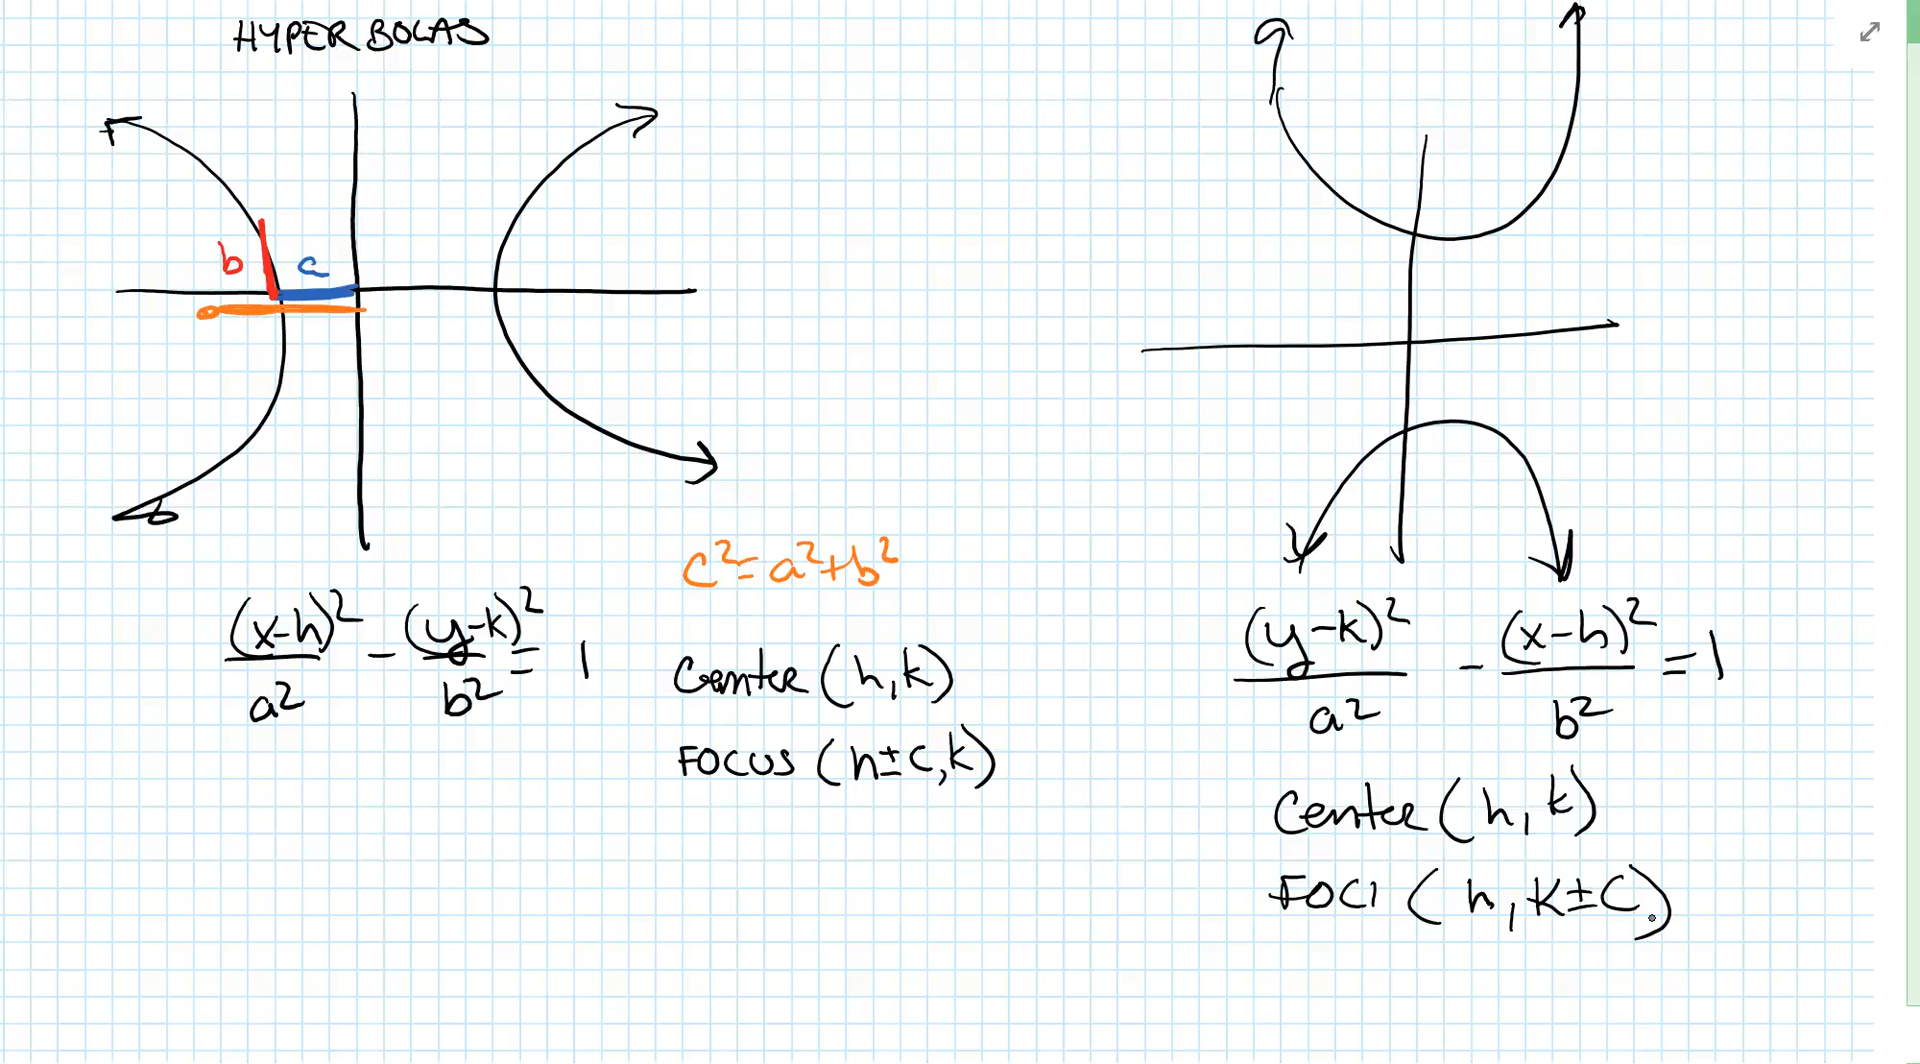 HYPERBOLAS
b a
c² = a² + b²
(x-h)²/a² - (y-k)²/b² = 1
Center (h,k)
FOCUS (h±c,k)
(y-k)²/a² - (x-h)²/b² = 1
Center (h,k)
FOCI (h,k±c)